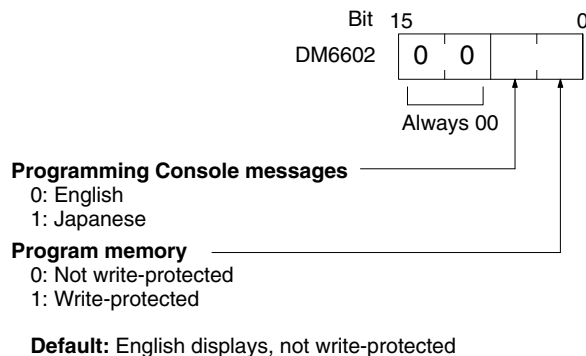 Bit 15 0
DM6602 0 0
Always 00
Programming Console messages
0: English
1: Japanese
Program memory
0: Not write-protected
1: Write-protected
Default: English displays, not write-protected